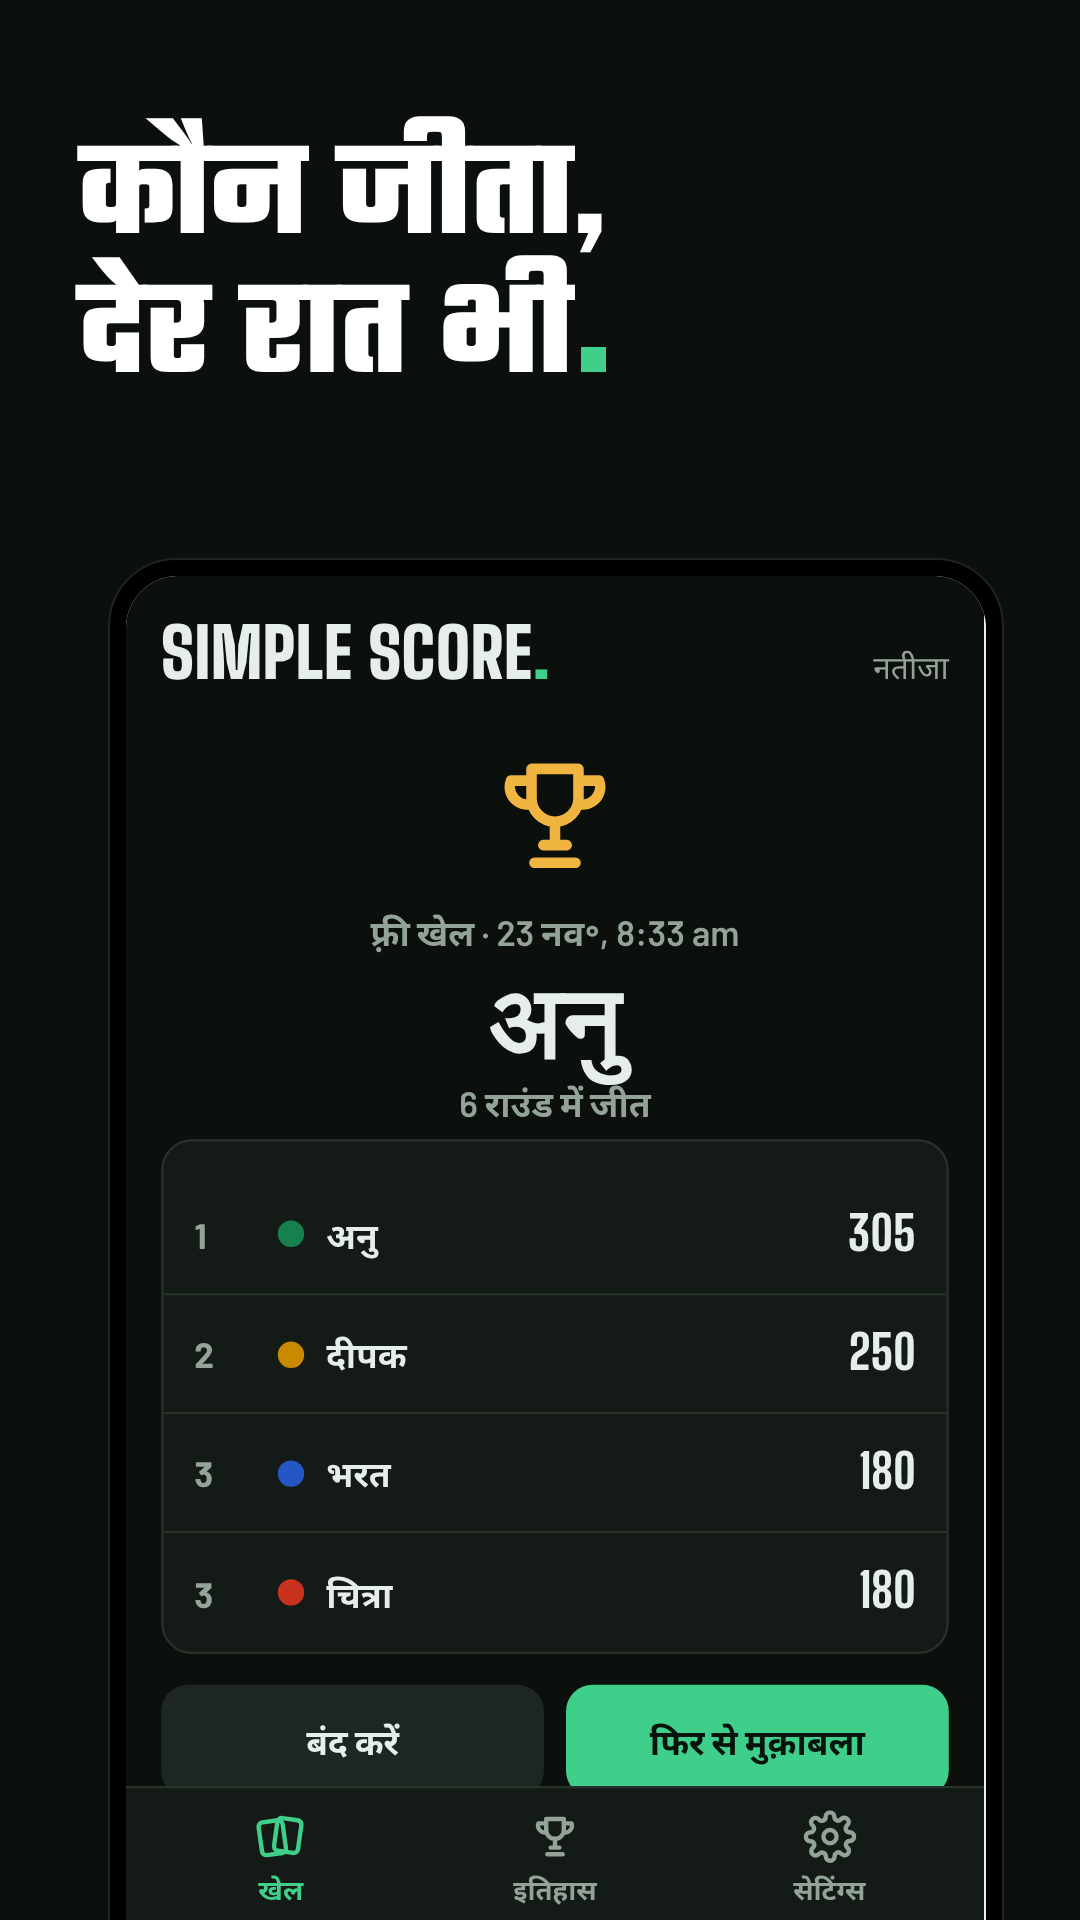 कौन जीता,
देर रात भी.
SIMPLE SCORE.
नतीजा
फ़्री खेल · 23 नव॰, 8:33 am
अनु
6 राउंड में जीत
1 अनु 305
2 दीपक 250
3 भरत 180
3 चित्रा 180
बंद करें
फिर से मुक़ाबला
खेल
इतिहास
सेटिंग्स